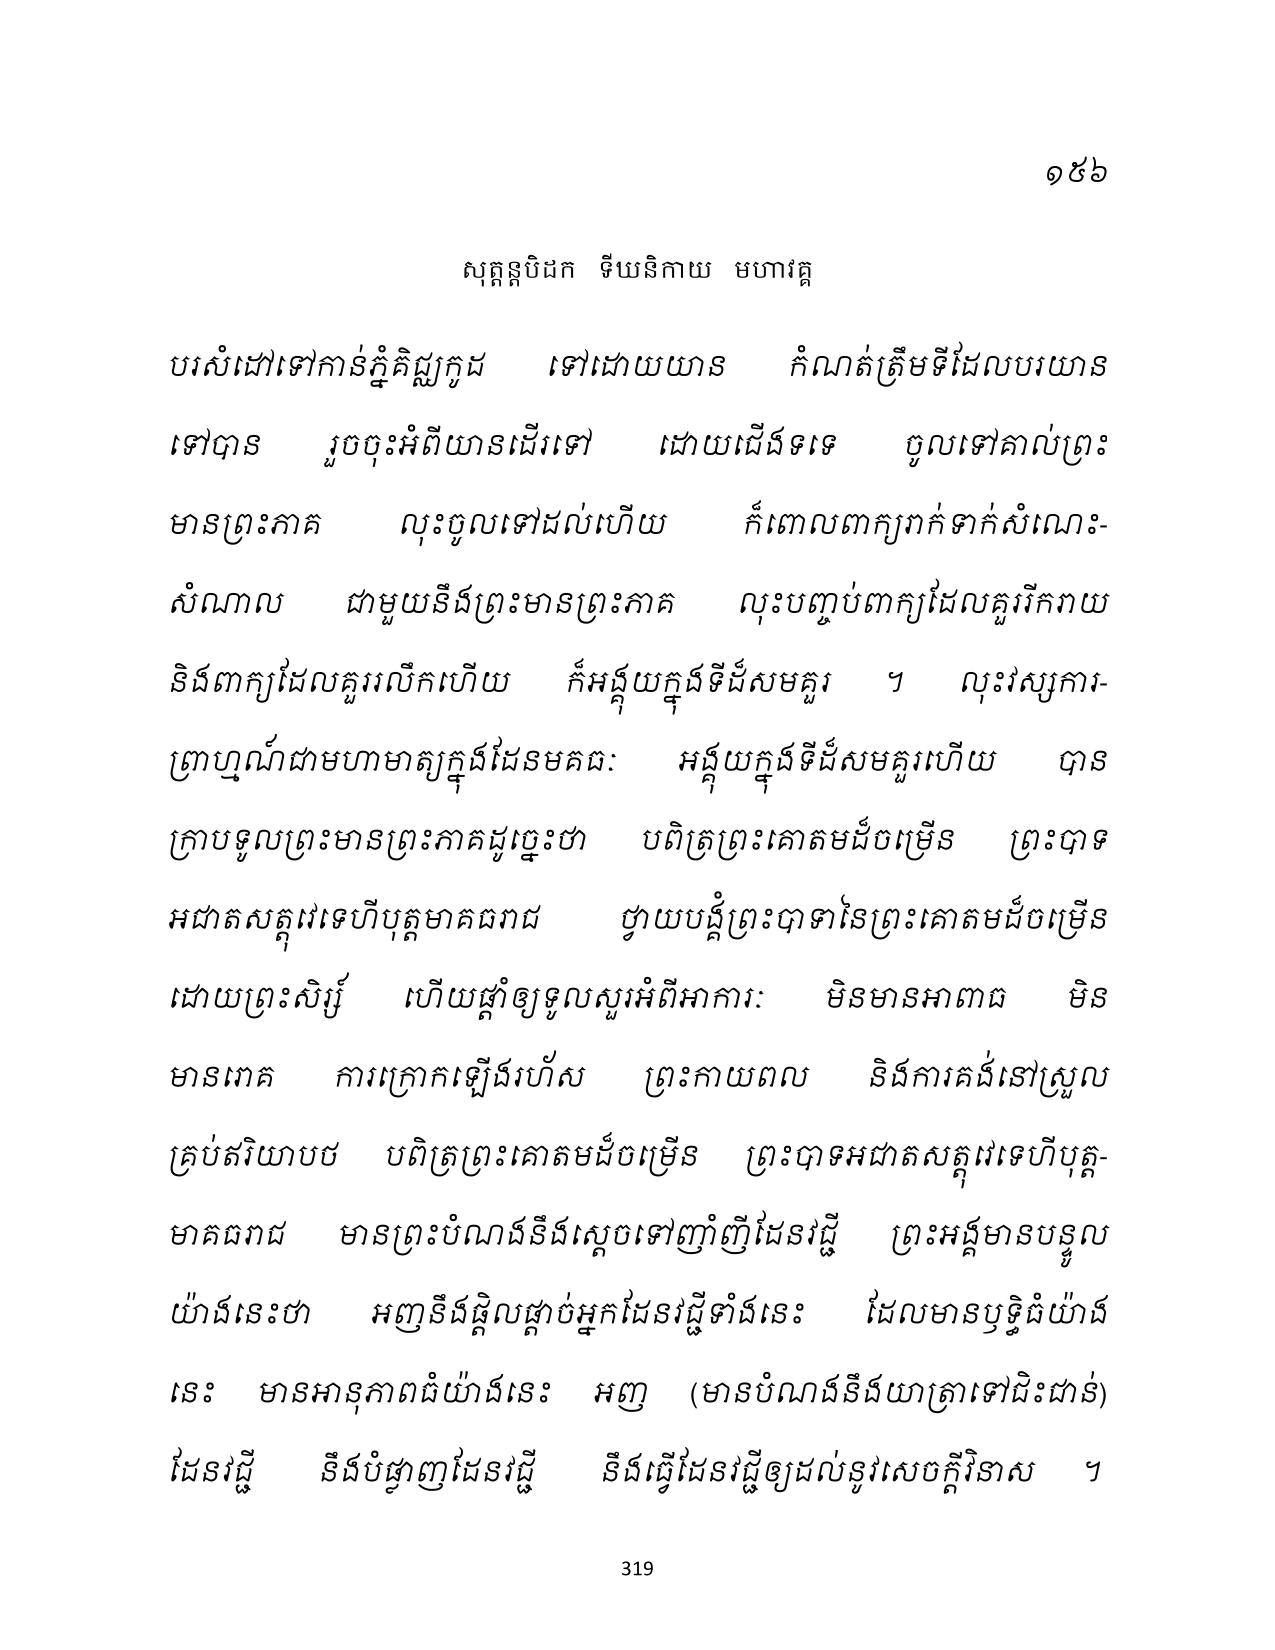 ១៥៦
សុត្តន្តបិដក ទីឃនិកាយ មហាវគ្គ
បរសំដៅទៅកាន់ភ្នំគិជ្ឈកូដ ទៅដោយយាន កំណត់ត្រឹមទីដែលបរយាន
ទៅបាន រួចចុះអំពីយានដើរទៅ ដោយជើងទទេ ចូលទៅគាល់ព្រះ
មានព្រះភាគ លុះចូលទៅដល់ហើយ ក៏ពោលពាក្យរាក់ទាក់សំណេះ-
សំណាល ជាមួយនឹងព្រះមានព្រះភាគ លុះបញ្ចប់ពាក្យដែលគួររីករាយ
និងពាក្យដែលគួររលឹកហើយ ក៏អង្គុយក្នុងទីដ៏សមគួរ ។ លុះវស្សការ-
ព្រាហ្មណ៍ជាមហាមាត្យក្នុងដែនមគធៈ អង្គុយក្នុងទីដ៏សមគួរហើយ បាន
ក្រាបទូលព្រះមានព្រះភាគដូច្នេះថា បពិត្រព្រះគោតមដ៏ចម្រើន ព្រះបាទ
អជាតសត្តុវេទេហីបុត្តមាគធរាជ ថ្វាយបង្គំព្រះបាទានៃព្រះគោតមដ៏ចម្រើន
ដោយព្រះសិរ្ស៍ ហើយផ្តាំឲ្យទូលសួរអំពីអាការៈ មិនមានអាពាធ មិន
មានរោគ ការក្រោកឡើងរហ័ស ព្រះកាយពល និងការគង់នៅស្រួល
គ្រប់ឥរិយាបថ បពិត្រព្រះគោតមដ៏ចម្រើន ព្រះបាទអជាតសត្តុវេទេហីបុត្ត-
មាគធរាជ មានព្រះបំណងនឹងស្តេចទៅញាំញីដែនវជ្ជី ព្រះអង្គមានបន្ទូល
យ៉ាងនេះថា អញនឹងផ្តិលផ្តាច់អ្នកដែនវជ្ជីទាំងនេះ ដែលមានឫទ្ធិធំយ៉ាង
នេះ មានអានុភាពធំយ៉ាងនេះ អញ (មានបំណងនឹងយាត្រាទៅជិះជាន់)
ដែនវជ្ជី នឹងបំផ្លាញដែនវជ្ជី នឹងធ្វើដែនវជ្ជីឲ្យដល់នូវសេចក្តីវិនាស ។
319